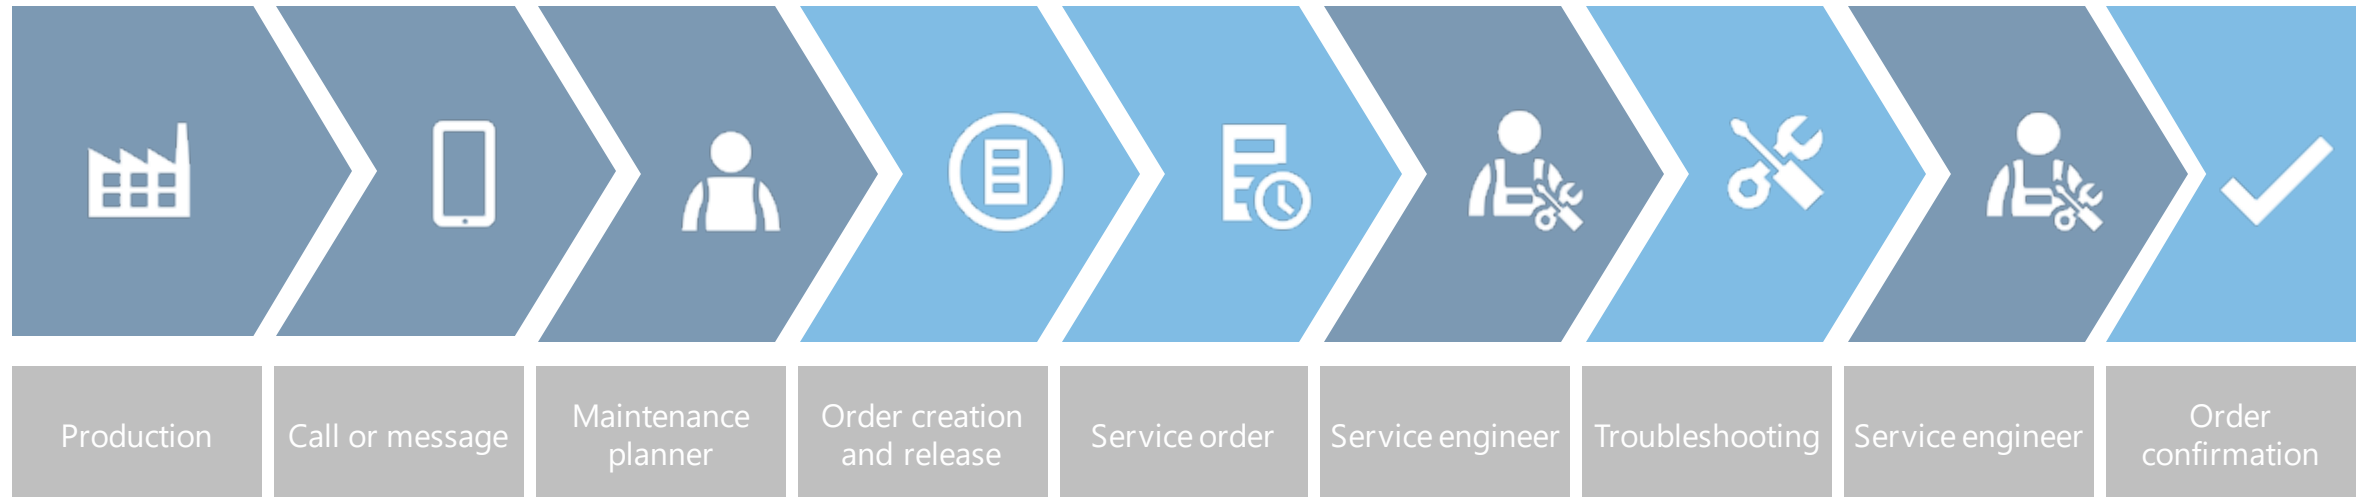 Production
Call or message
Maintenance
planner
Order creation
and release
Service order
Service engineer
Troubleshooting
Service engineer
Order
confirmation